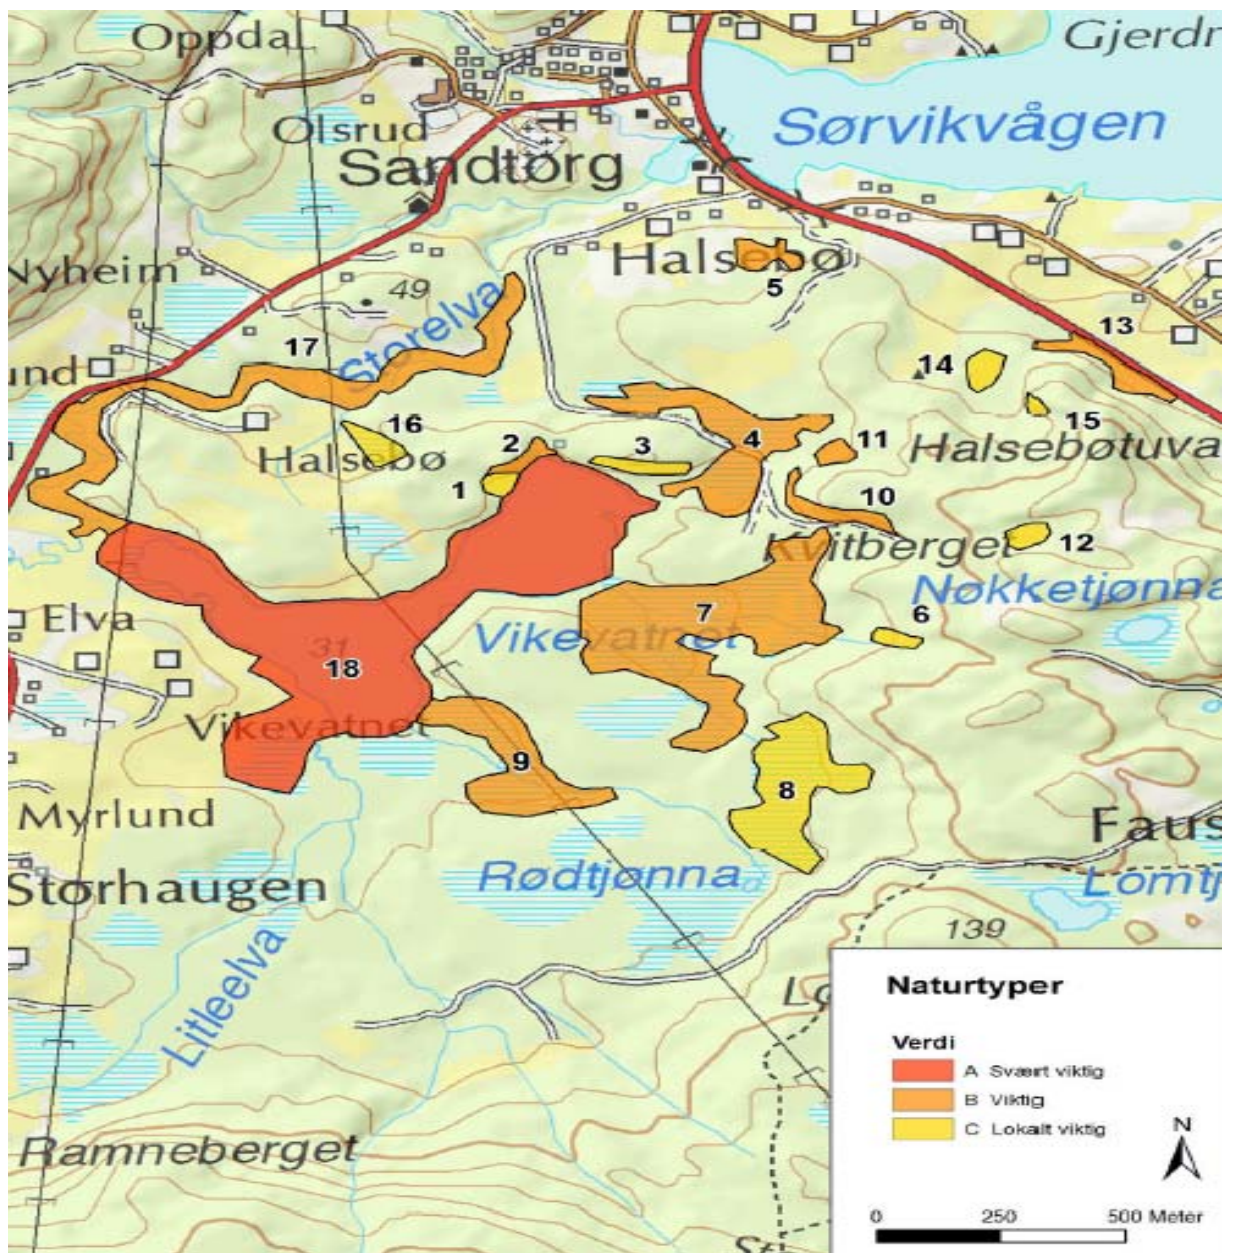 Oppdal
Gjerdr
Olsrud
Sørvikvågen
Sandtorg
Nyheim
Halsebø
49
5
Storelva
13
17
14
und
15
16
Halsebø
2
3
4
11
Halsebøtuva
1
10
Kvitberget
12
Nøkketjønna
Elva
31
18
Vikevatnet
7
6
Vikevatnet
9
8
Myrlund
Faus
Storhaugen
Rødtjønna
Lomtj
139
Litleelva
Naturtyper
Verdi
A Svært viktig
B Viktig
C Lokalt viktig
N
Ramneberget
0 250 500 Meter